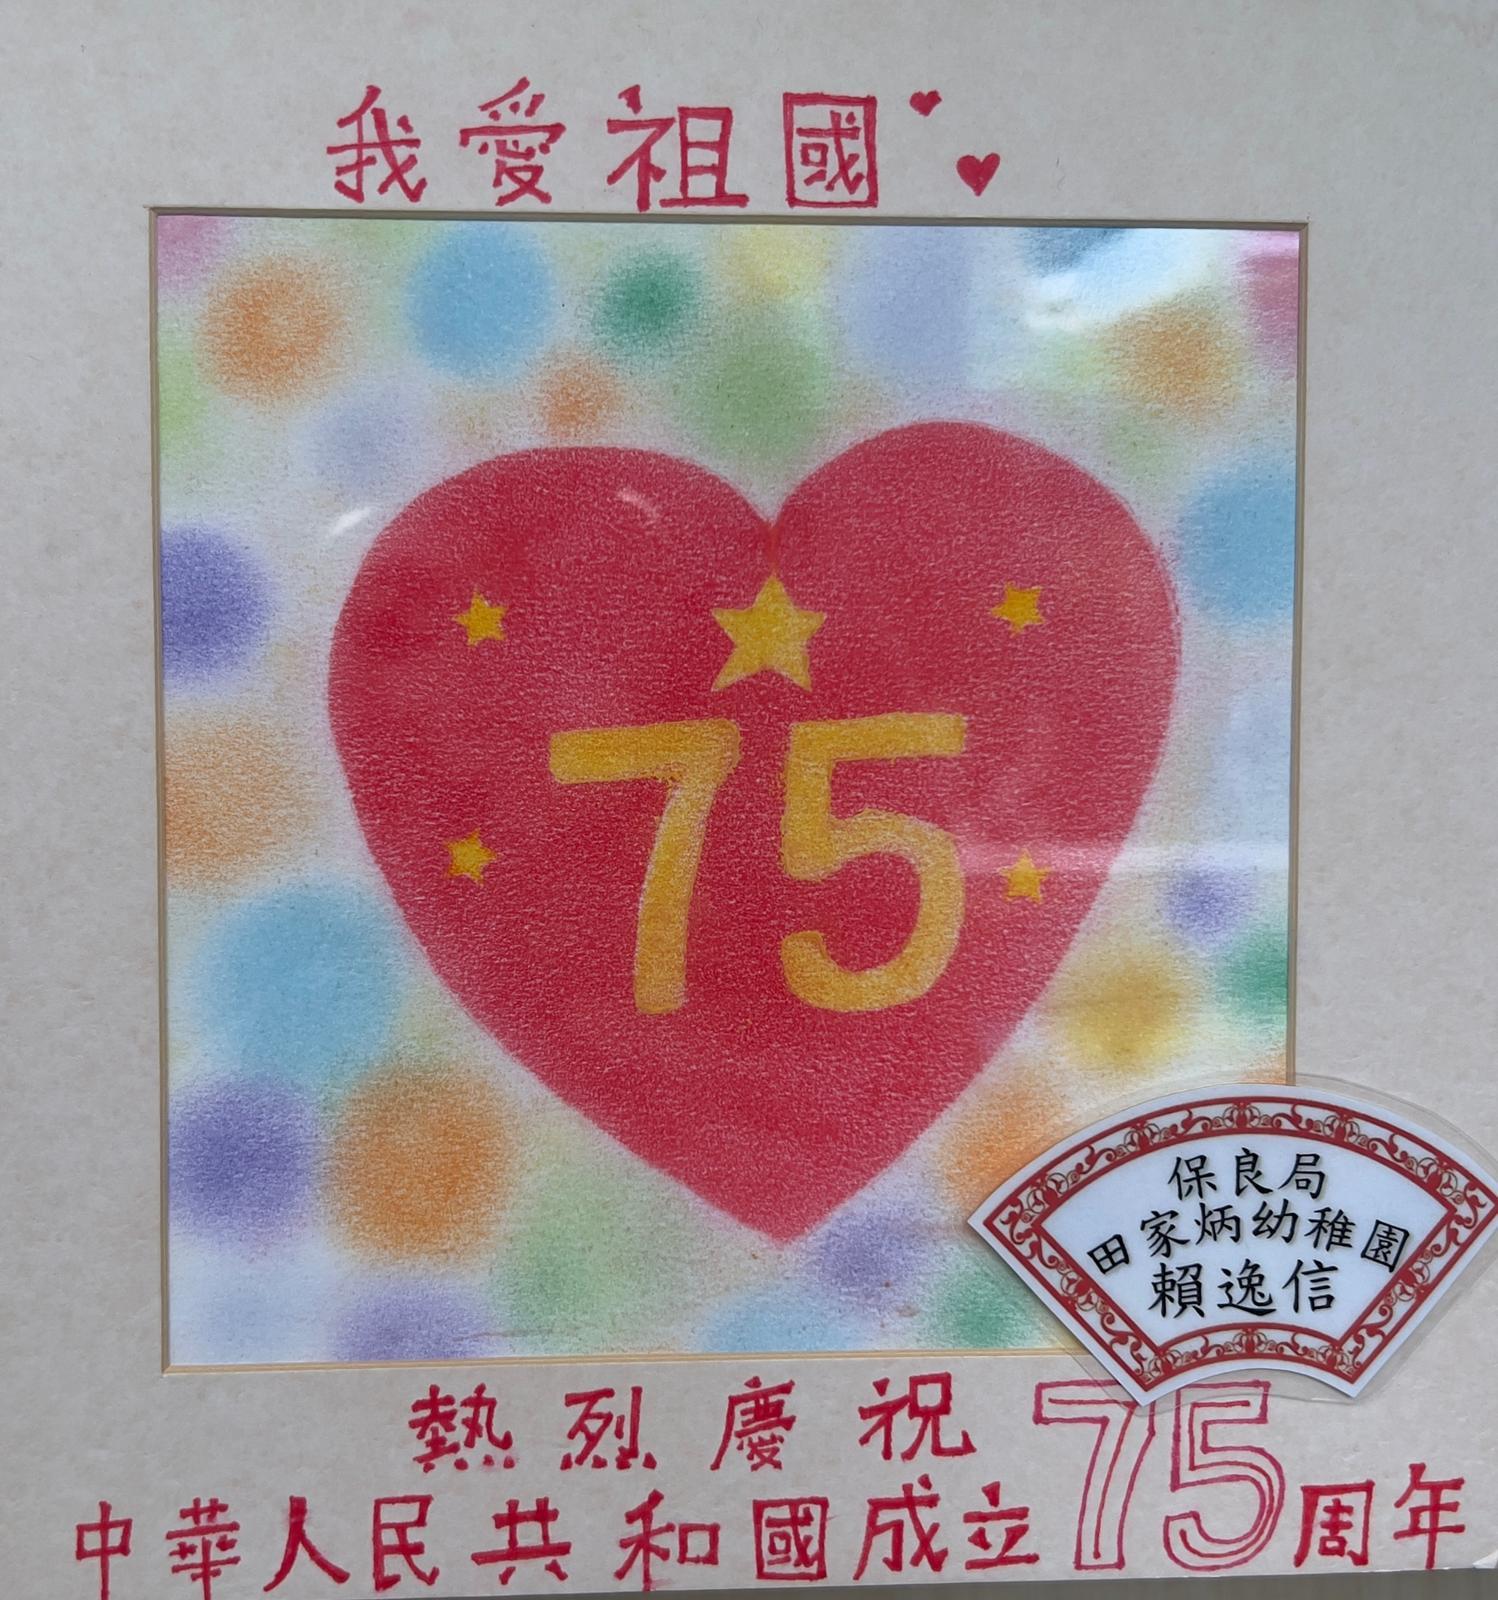 我愛祖國
75
保良局
田家炳幼稚園
賴逸信
熱烈慶祝75
中華人民共和國成立周年